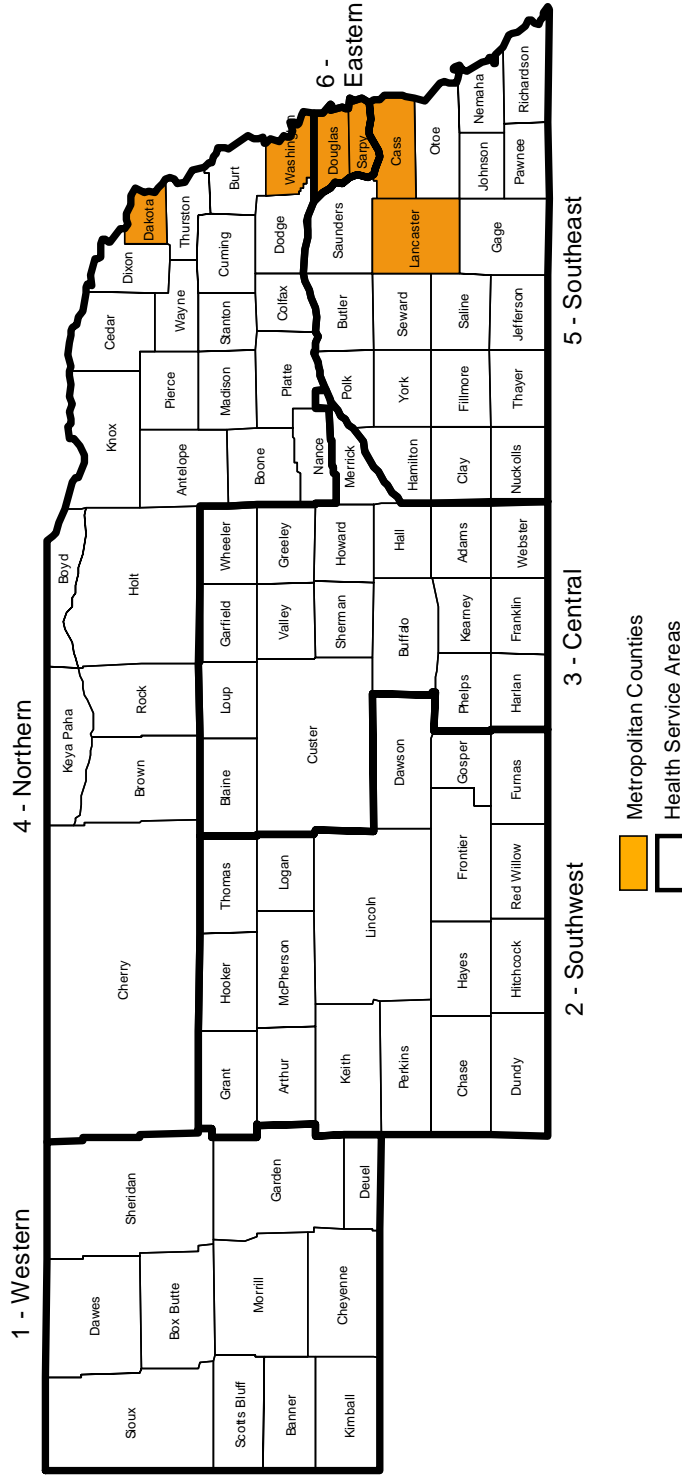 1 - Western
4 - Northern
6 -
Eastern
Sioux
Dawes
Sheridan
Box Butte
Scotts Bluff
Banner
Kimball
Morrill
Cheyenne
Garden
Deuel
Cherry
Keya Paha
Boyd
Brown
Rock
Holt
Knox
Cedar
Dixon
Dakota
Antelope
Pierce
Wayne
Thurston
Boone
Madison
Stanton
Cuming
Burt
Nance
Platte
Colfax
Dodge
Washington
Grant
Hooker
Thomas
Blaine
Loup
Garfield
Wheeler
Arthur
McPherson
Logan
Custer
Valley
Greeley
Keith
Lincoln
Sherman
Howard
Merrick
Polk
Butler
Saunders
Douglas
Sarpy
Perkins
Dawson
Buffalo
Hall
Hamilton
York
Seward
Lancaster
Cass
Otoe
Chase
Hayes
Frontier
Gosper
Phelps
Kearney
Adams
Clay
Fillmore
Saline
Gage
Johnson
Nemaha
Dundy
Hitchcock
Red Willow
Furnas
Harlan
Franklin
Webster
Nuckolls
Thayer
Jefferson
Pawnee
Richardson
2 - Southwest
3 - Central
5 - Southeast
Metropolitan Counties
Health Service Areas